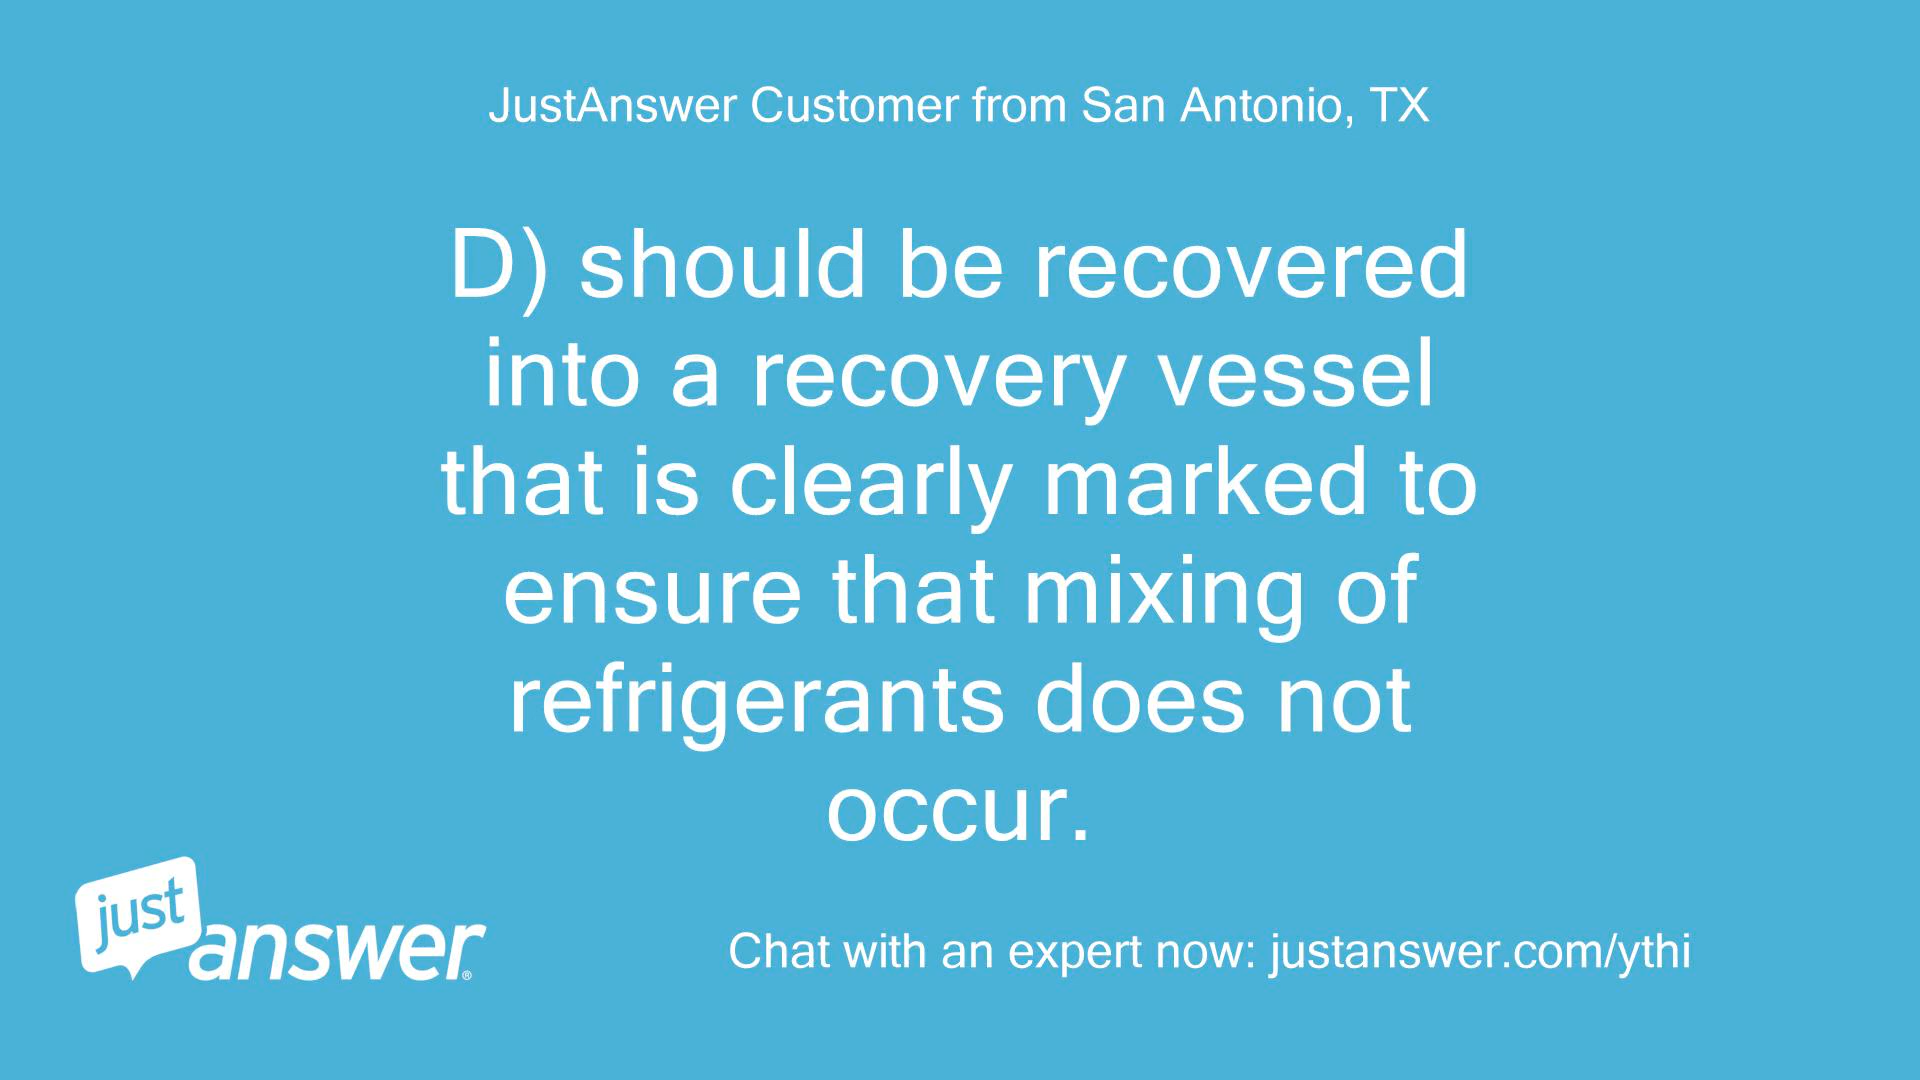 JustAnswer Customer from San Antonio, TX
D) should be recovered
into a recovery vessel
that is clearly marked to
ensure that mixing of
refrigerants does not
occur.
just
answer®
Chat with an expert now: justanswer.com/ythi